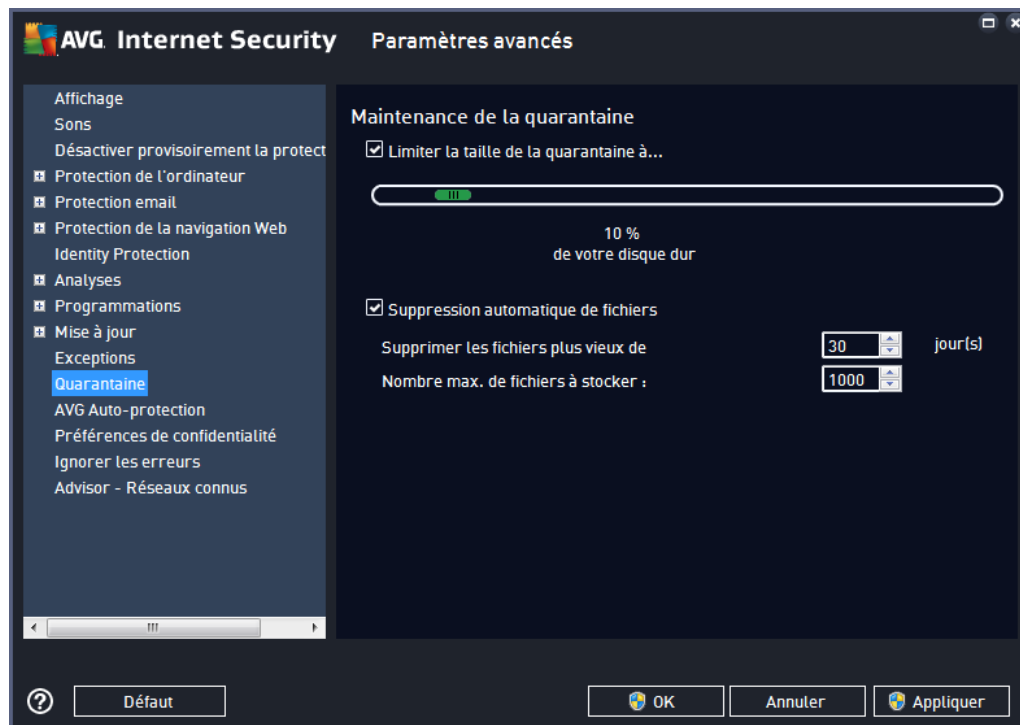 AVG. Internet Security Paramètres avancés
Affichage
Sons
Désactiver provisoirement la protect
Protection de l'ordinateur
Protection email
Protection de la navigation Web
Identity Protection
Analyses
Programmations
Mise à jour
Exceptions
Quarantaine
AVG Auto-protection
Préférences de confidentialité
Ignorer les erreurs
Advisor - Réseaux connus
Maintenance de la quarantaine
Limiter la taille de la quarantaine à...
10 %
de votre disque dur
Suppression automatique de fichiers
Supprimer les fichiers plus vieux de 30 jour(s)
Nombre max. de fichiers à stocker : 1000
? Défaut OK Annuler Appliquer